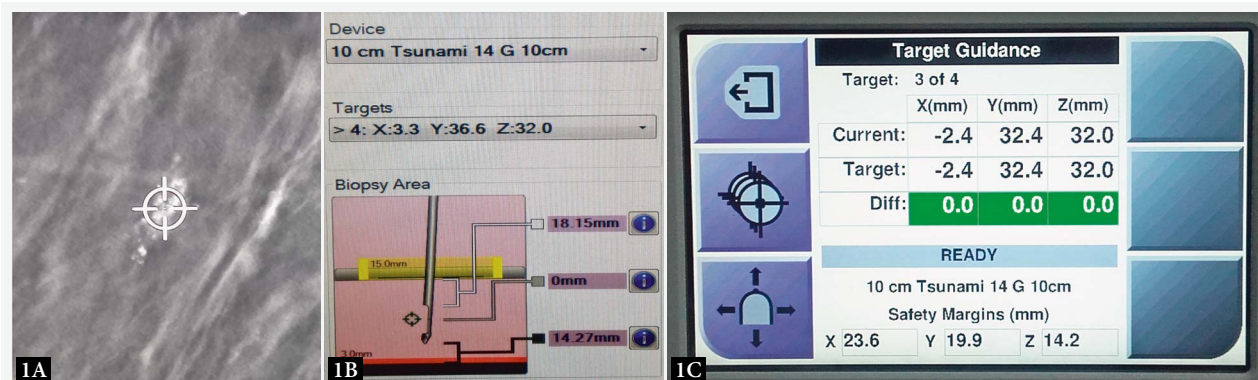 1A
Device
10 cm Tsunami 14 G 10cm
Targets
> 4: X:3.3 Y:36.6 Z:32.0
Biopsy Area
18.15mm
15.0mm
0mm
14.27mm
3.0mm
1B
Target Guidance
Target: 3 of 4
X(mm) Y(mm) Z(mm)
Current: -2.4 32.4 32.0
Target: -2.4 32.4 32.0
Diff: 0.0 0.0 0.0
READY
10 cm Tsunami 14 G 10cm
Safety Margins (mm)
X 23.6 Y 19.9 Z 14.2
1C